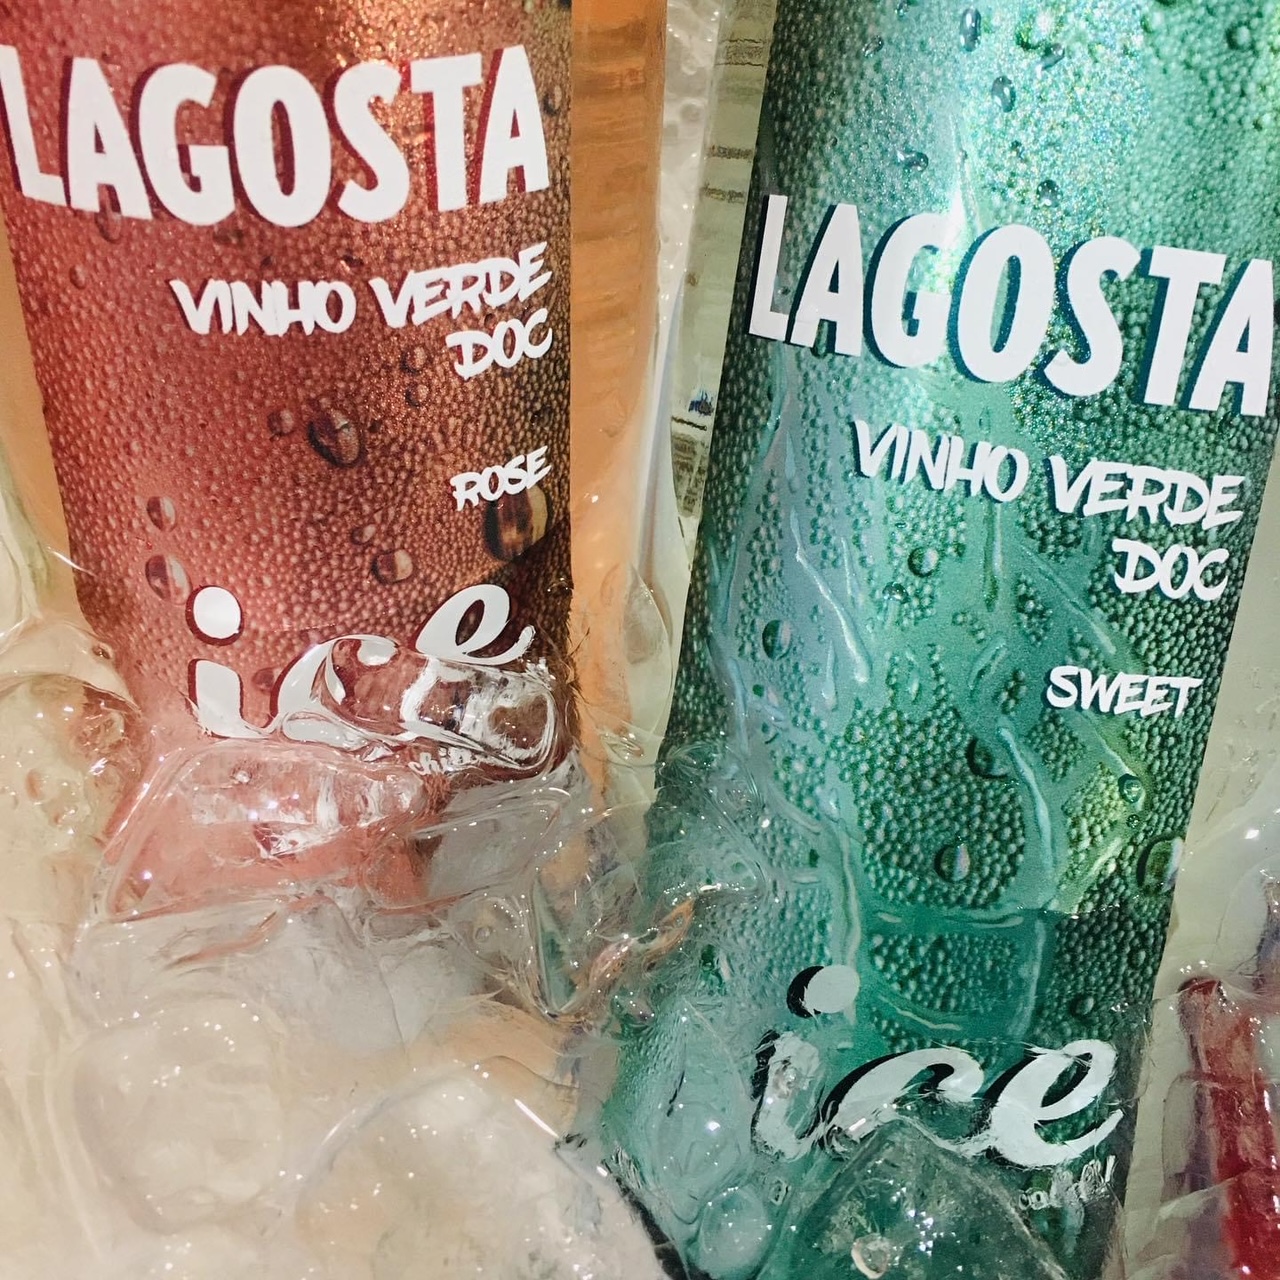 LAGOSTA
VINHO VERDE
DOC
ROSE
ice
LAGOSTA
VINHO VERDE
DOC
SWEET
ice